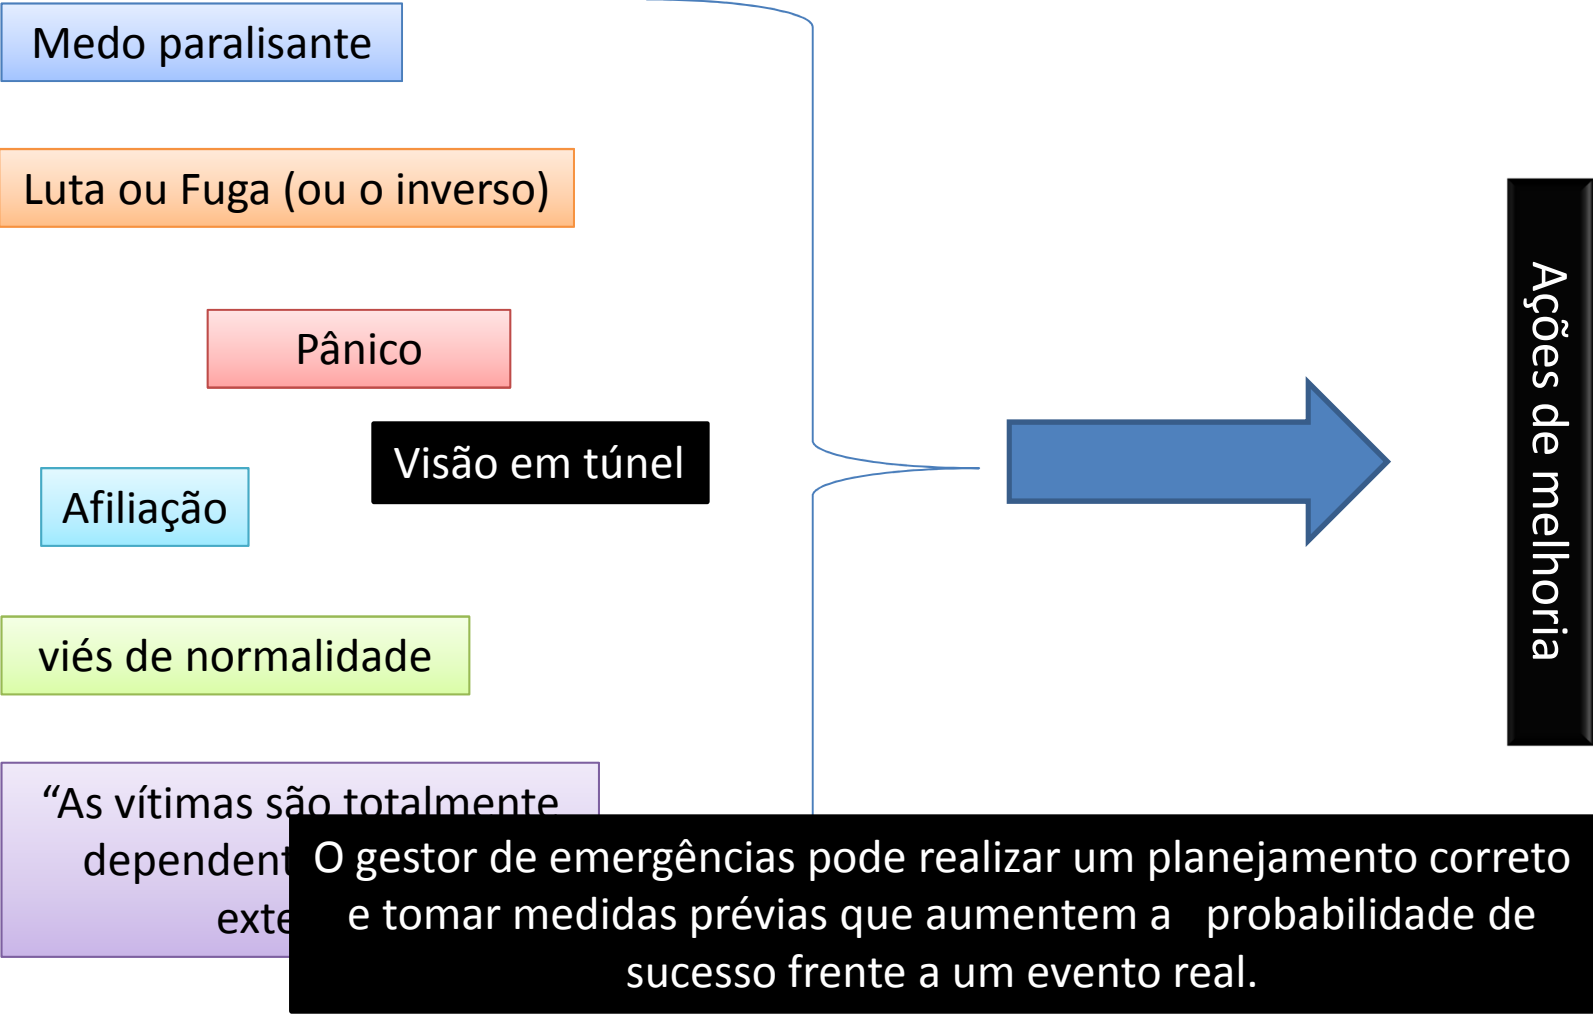 Medo paralisante
Luta ou Fuga (ou o inverso)
Pânico
Visão em túnel
Afiliação
viés de normalidade
“As vítimas são totalmente
Ações de melhoria
O gestor de emergências pode realizar um planejamento correto
e tomar medidas prévias que aumentem a probabilidade de
sucesso frente a um evento real.